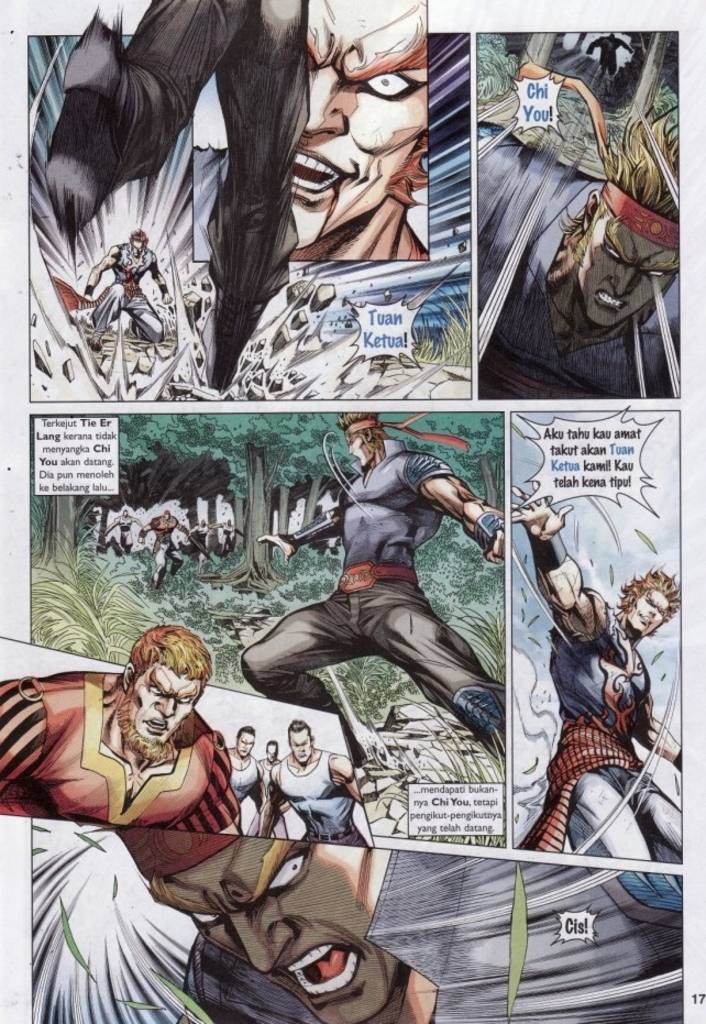 Tuan
Ketua!
Chi
You!
Terkejut Tie Er
Lang kerana tidak
menyangka Chi
You akan datang.
Dia pun menoleh
ke belakang lalu...
...mendapati bukan-
nya Chi You, tetapi
pengikut-pengikutnya
yang telah datang.
Aku tahu kau amat
takut akan Tuan
Ketua kami! Kau
telah kena tipu!
Cis!
17